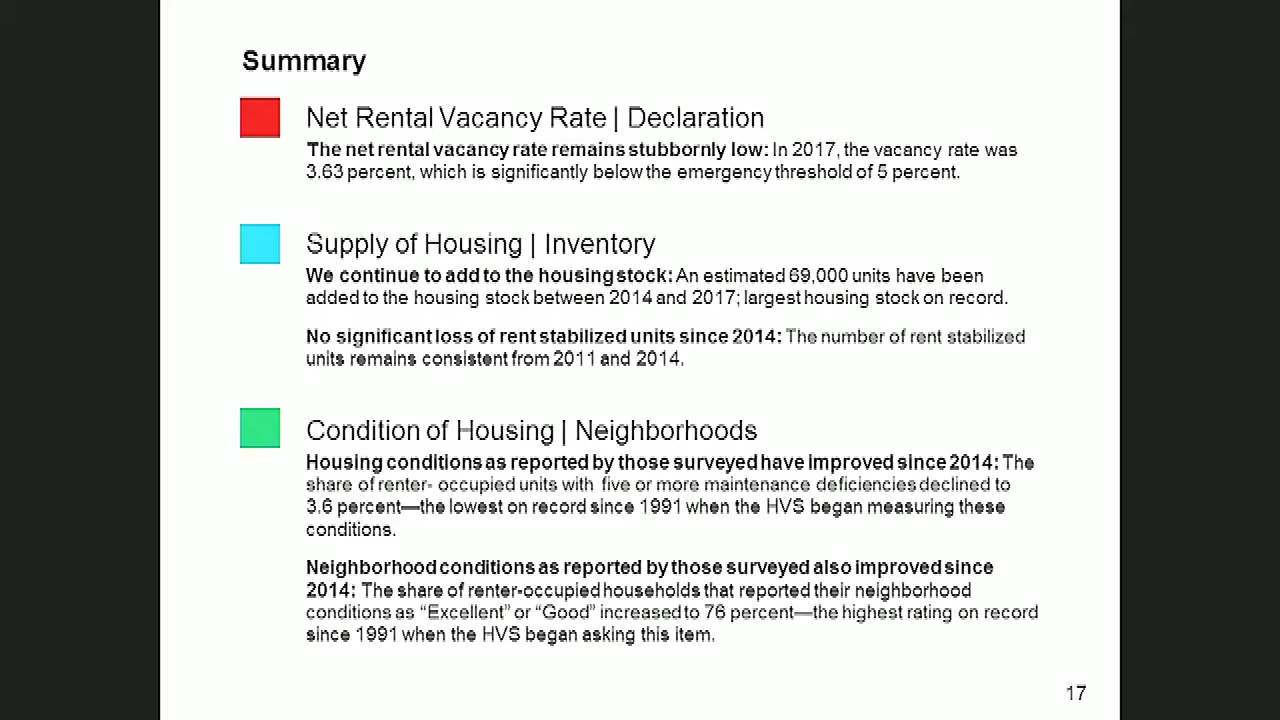 Summary
Net Rental Vacancy Rate | Declaration
The net rental vacancy rate remains stubbornly low: In 2017, the vacancy rate was
3.63 percent, which is significantly below the emergency threshold of 5 percent.
Supply of Housing | Inventory
We continue to add to the housing stock: An estimated 69,000 units have been
added to the housing stock between 2014 and 2017; largest housing stock on record.
No significant loss of rent stabilized units since 2014: The number of rent stabilized
units remains consistent from 2011 and 2014.
Condition of Housing | Neighborhoods
Housing conditions as reported by those surveyed have improved since 2014: The
share of renter- occupied units with five or more maintenance deficiencies declined to
3.6 percent—the lowest on record since 1991 when the HVS began measuring these
conditions.
Neighborhood conditions as reported by those surveyed also improved since
2014: The share of renter-occupied households that reported their neighborhood
conditions as “Excellent” or “Good” increased to 76 percent—the highest rating on record
since 1991 when the HVS began asking this item.
17